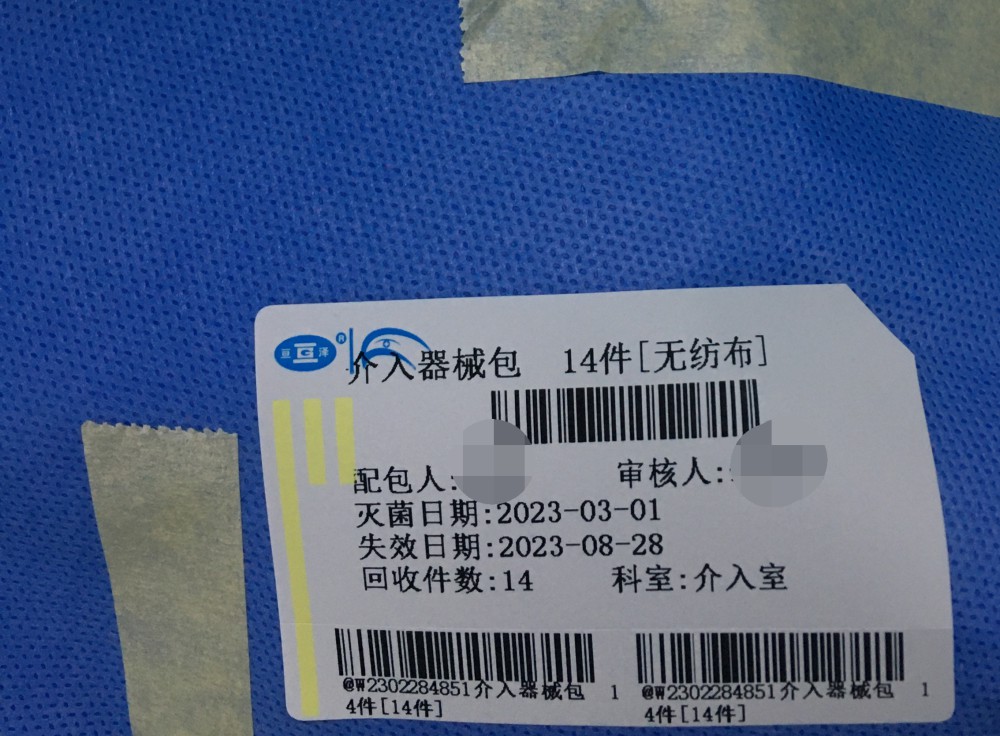 亘 G 泽 ®
介入器械包 14件[无纺布]
配包人: 审核人:
灭菌日期:2023-03-01
失效日期:2023-08-28
回收件数:14 科室:介入室
@W2302284851介入器械包 1
4件[14件]
@W2302284851介入器械包 1
4件[14件]